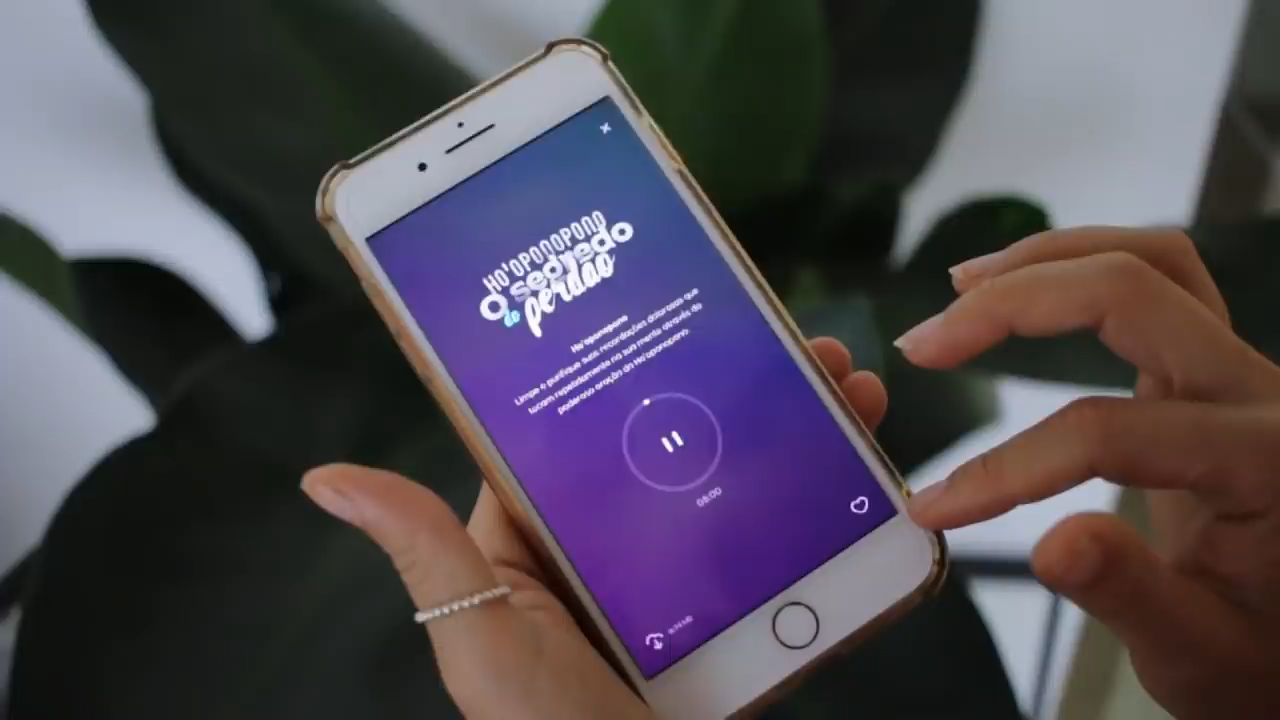 HO'OPONOPONO
O segredo
do perdão
Ho'oponopono
Limpe e purifique suas recordações dolorosas que
tocam repetidamente na sua mente através da
poderosa oração do Ho'oponopono.
08:00